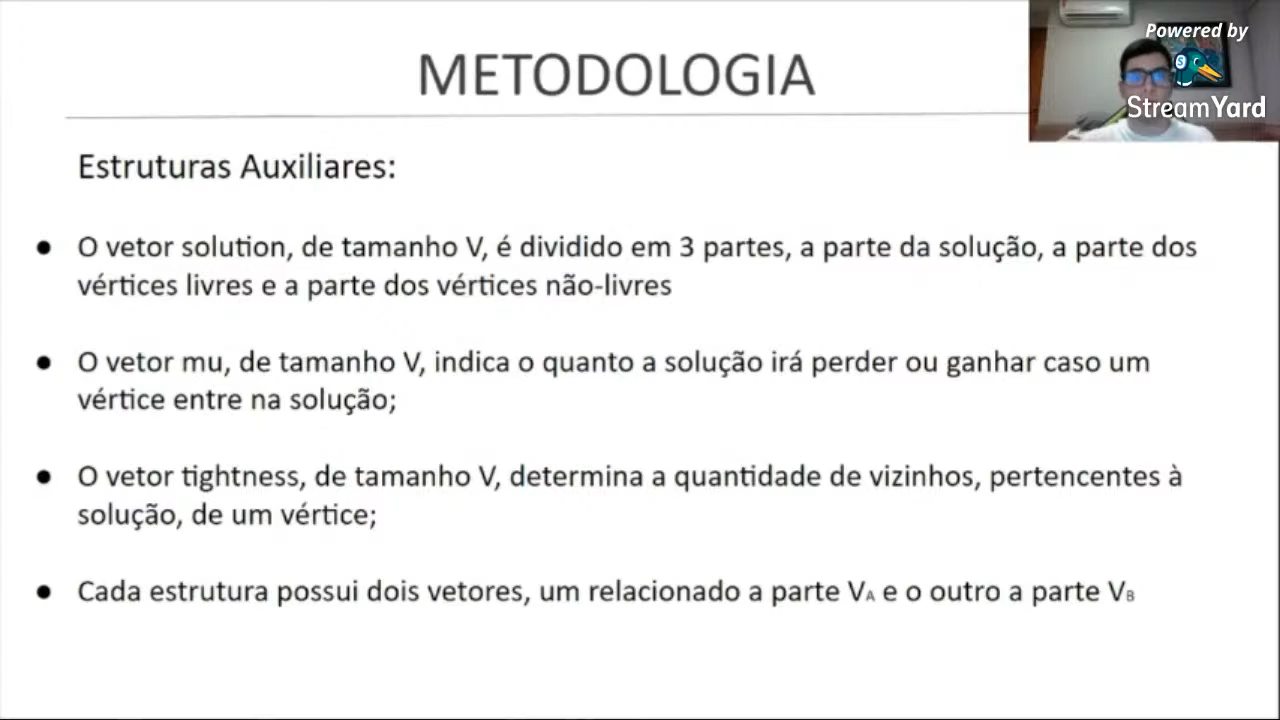 METODOLOGIA
Powered by
StreamYard
Estruturas Auxiliares:
● O vetor solution, de tamanho V, é dividido em 3 partes, a parte da solução, a parte dos
vértices livres e a parte dos vértices não-livres
● O vetor mu, de tamanho V, indica o quanto a solução irá perder ou ganhar caso um
vértice entre na solução;
● O vetor tightness, de tamanho V, determina a quantidade de vizinhos, pertencentes à
solução, de um vértice;
● Cada estrutura possui dois vetores, um relacionado a parte VA e o outro a parte VB